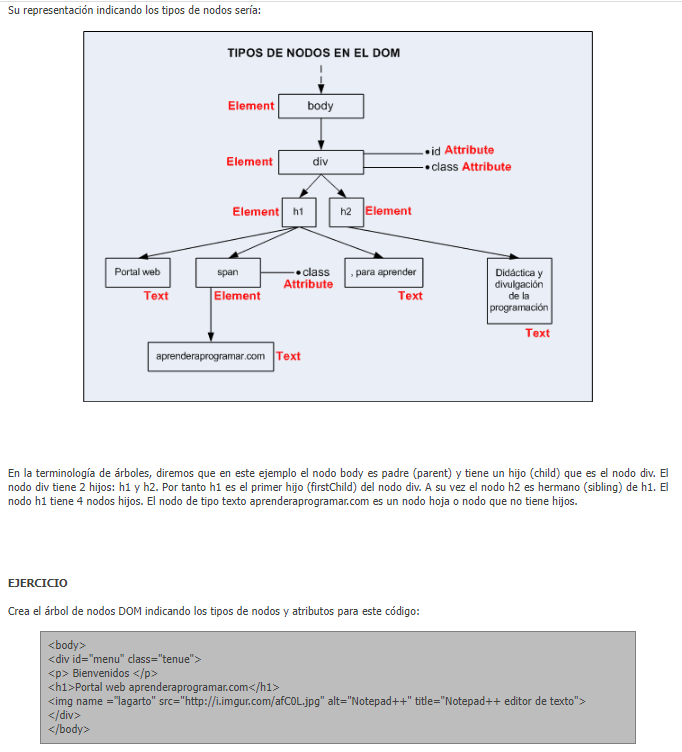 Su representación indicando los tipos de nodos sería:
TIPOS DE NODOS EN EL DOM
Element
body
Element
div
id Attribute
class Attribute
Element
h1
h2
Element
Portal web
Text
span
Element
class
Attribute
, para aprender
Text
Didáctica y
divulgación
de la
programación
Text
aprenderaprogramar.com
Text
En la terminología de árboles, diremos que en este ejemplo el nodo body es padre (parent) y tiene un hijo (child) que es el nodo div. El
nodo div tiene 2 hijos: h1 y h2. Por tanto h1 es el primer hijo (firstChild) del nodo div. A su vez el nodo h2 es hermano (sibling) de h1. El
nodo h1 tiene 4 nodos hijos. El nodo de tipo texto aprenderaprogramar.com es un nodo hoja o nodo que no tiene hijos.
EJERCICIO
Crea el árbol de nodos DOM indicando los tipos de nodos y atributos para este código:
<body>
<div id="menu" class="tenue">
<p> Bienvenidos </p>
<h1>Portal web aprenderaprogramar.com</h1>
<img name ="lagarto" src="http://i.imgur.com/afC0L.jpg" alt="Notepad++" title="Notepad++ editor de texto">
</div>
</body>